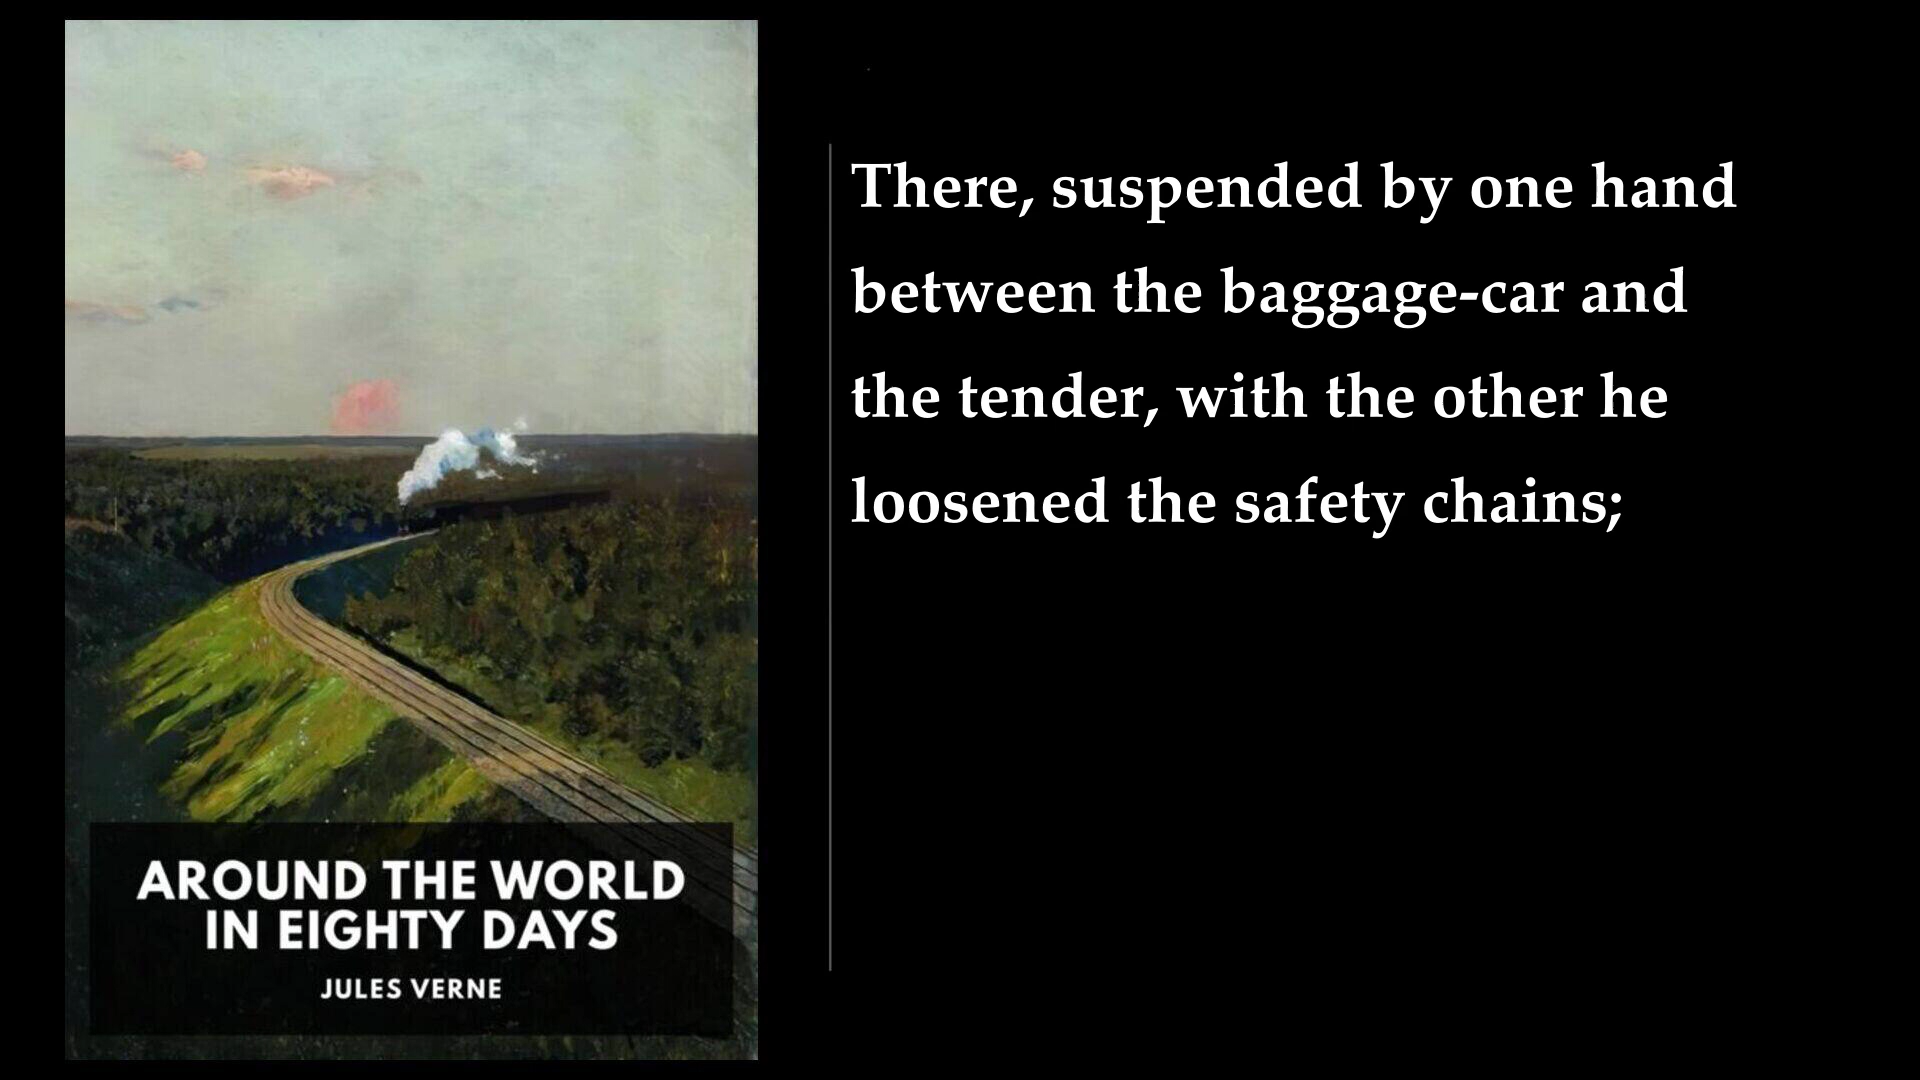 There, suspended by one hand
between the baggage-car and
the tender, with the other he
loosened the safety chains;
AROUND THE WORLD
IN EIGHTY DAYS
JULES VERNE